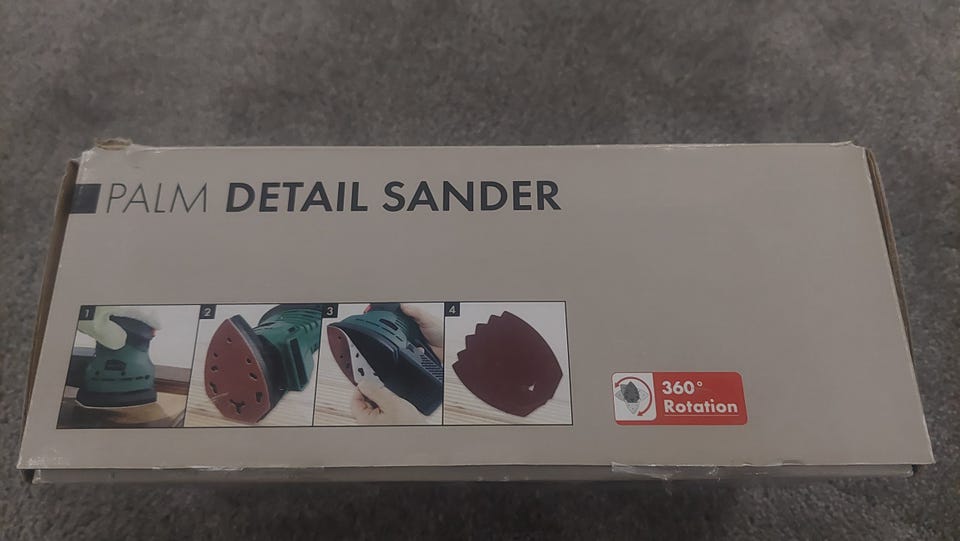 PALM DETAIL SANDER
1
2
3
4
360°
Rotation